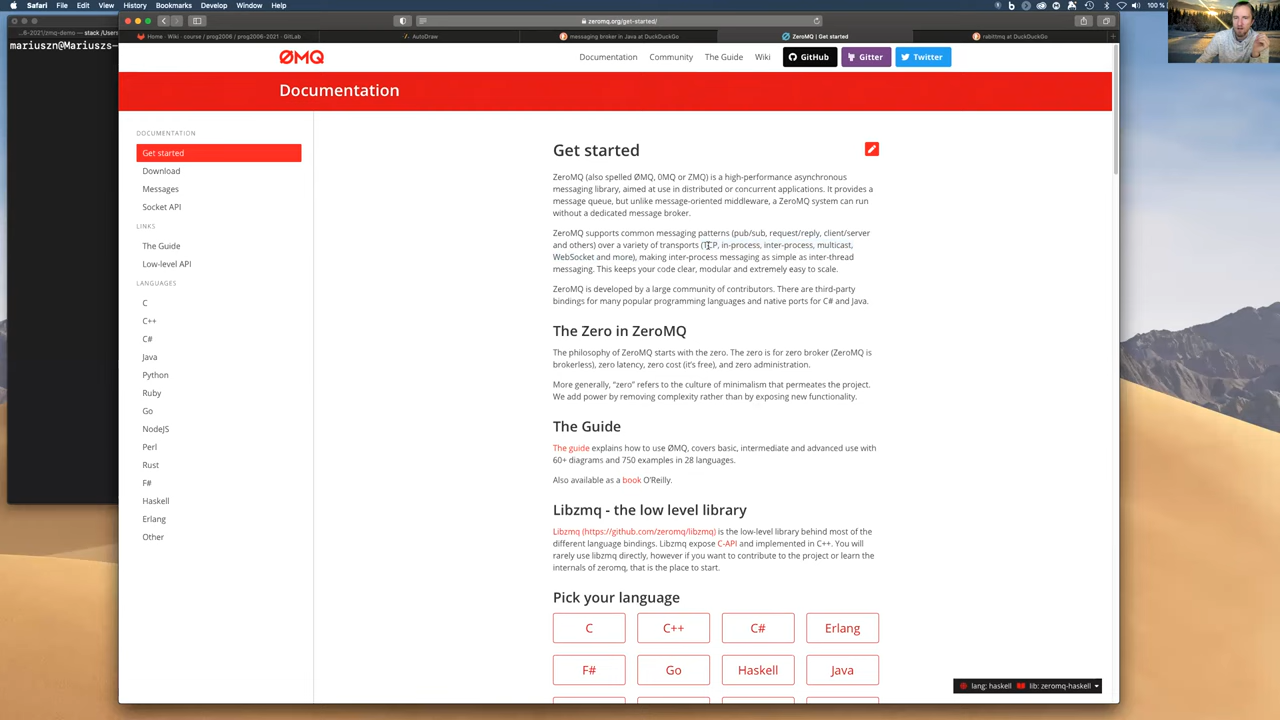 Safari File Edit View History Bookmarks Develop Window Help
100 %
zeromq.org/get-started/
Home · Wiki · course / prog2006 / prog2006-2021 · GitLab
AutoDraw
messaging broker in Java at DuckDuckGo
ZeroMQ | Get started
rabittmq at DuckDuckGo
…6-2021/zmq-demo — stack
mariuszn@Mariuszs-
ØMQ
Documentation Community The Guide Wiki GitHub Gitter Twitter
Documentation
DOCUMENTATION
Get started
Download
Messages
Socket API
LINKS
The Guide
Low-level API
LANGUAGES
C
C++
C#
Java
Python
Ruby
Go
NodeJS
Perl
Rust
F#
Haskell
Erlang
Other
Get started
ZeroMQ (also spelled ØMQ, 0MQ or ZMQ) is a high-performance asynchronous
messaging library, aimed at use in distributed or concurrent applications. It provides a
message queue, but unlike message-oriented middleware, a ZeroMQ system can run
without a dedicated message broker.
ZeroMQ supports common messaging patterns (pub/sub, request/reply, client/server
and others) over a variety of transports (TCP, in-process, inter-process, multicast,
WebSocket and more), making inter-process messaging as simple as inter-thread
messaging. This keeps your code clear, modular and extremely easy to scale.
ZeroMQ is developed by a large community of contributors. There are third-party
bindings for many popular programming languages and native ports for C# and Java.
The Zero in ZeroMQ
The philosophy of ZeroMQ starts with the zero. The zero is for zero broker (ZeroMQ is
brokerless), zero latency, zero cost (it's free), and zero administration.
More generally, "zero" refers to the culture of minimalism that permeates the project.
We add power by removing complexity rather than by exposing new functionality.
The Guide
The guide explains how to use ØMQ, covers basic, intermediate and advanced use with
60+ diagrams and 750 examples in 28 languages.
Also available as a book O'Reilly.
Libzmq - the low level library
Libzmq (https://github.com/zeromq/libzmq) is the low-level library behind most of the
different language bindings. Libzmq expose C-API and implemented in C++. You will
rarely use libzmq directly, however if you want to contribute to the project or learn the
internals of zeromq, that is the place to start.
Pick your language
C C++ C# Erlang
F# Go Haskell Java
lang: haskell lib: zeromq-haskell